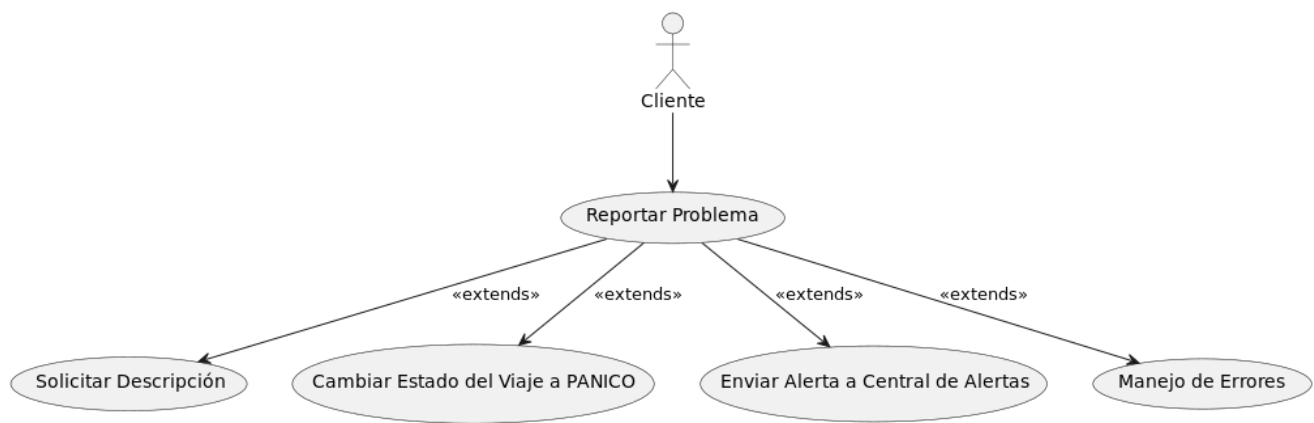 Cliente
Reportar Problema
«extends» «extends» «extends» «extends»
Solicitar Descripción
Cambiar Estado del Viaje a PANICO
Enviar Alerta a Central de Alertas
Manejo de Errores